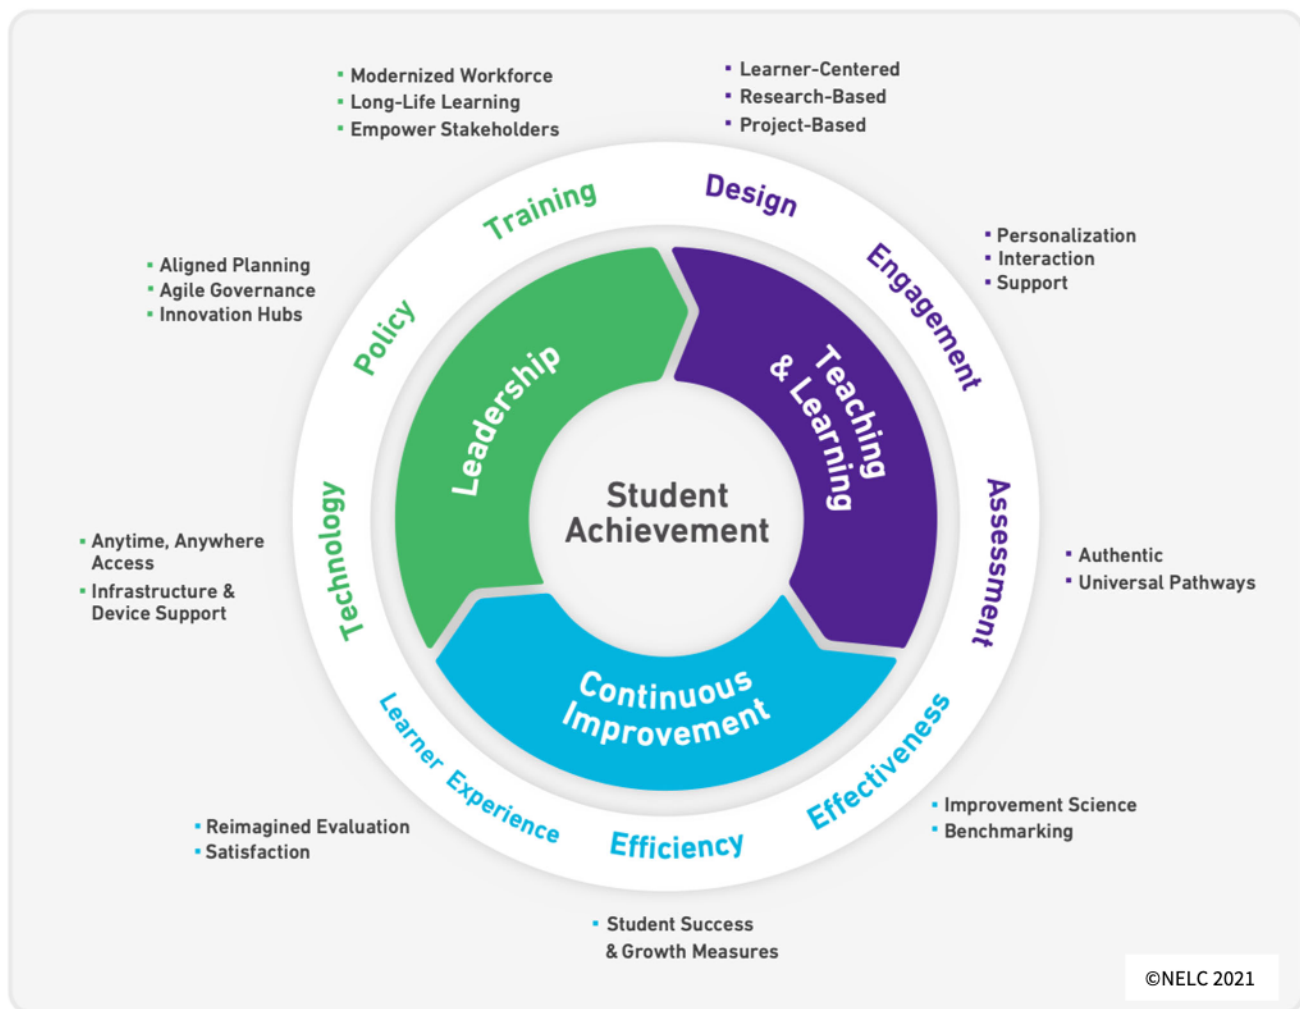 Modernized Workforce
Long-Life Learning
Empower Stakeholders
Learner-Centered
Research-Based
Project-Based
Training
Design
Aligned Planning
Agile Governance
Innovation Hubs
Policy
Engagement
Personalization
Interaction
Support
Leadership
Teaching
& Learning
Student
Achievement
Technology
Anytime, Anywhere
Access
Infrastructure &
Device Support
Assessment
Authentic
Universal Pathways
Continuous
Improvement
Learner Experience
Efficiency
Effectiveness
Reimagined Evaluation
Satisfaction
Improvement Science
Benchmarking
Student Success
& Growth Measures
©NELC 2021